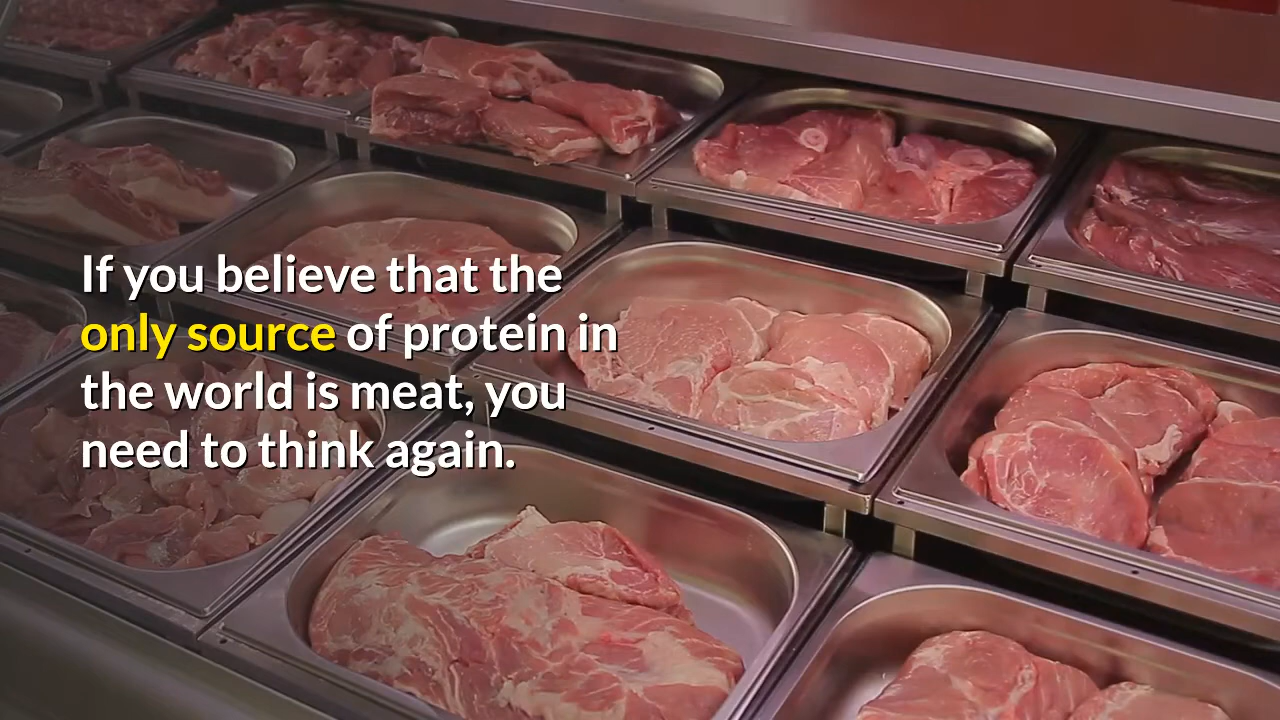 If you believe that the
only source of protein in
the world is meat, you
need to think again.